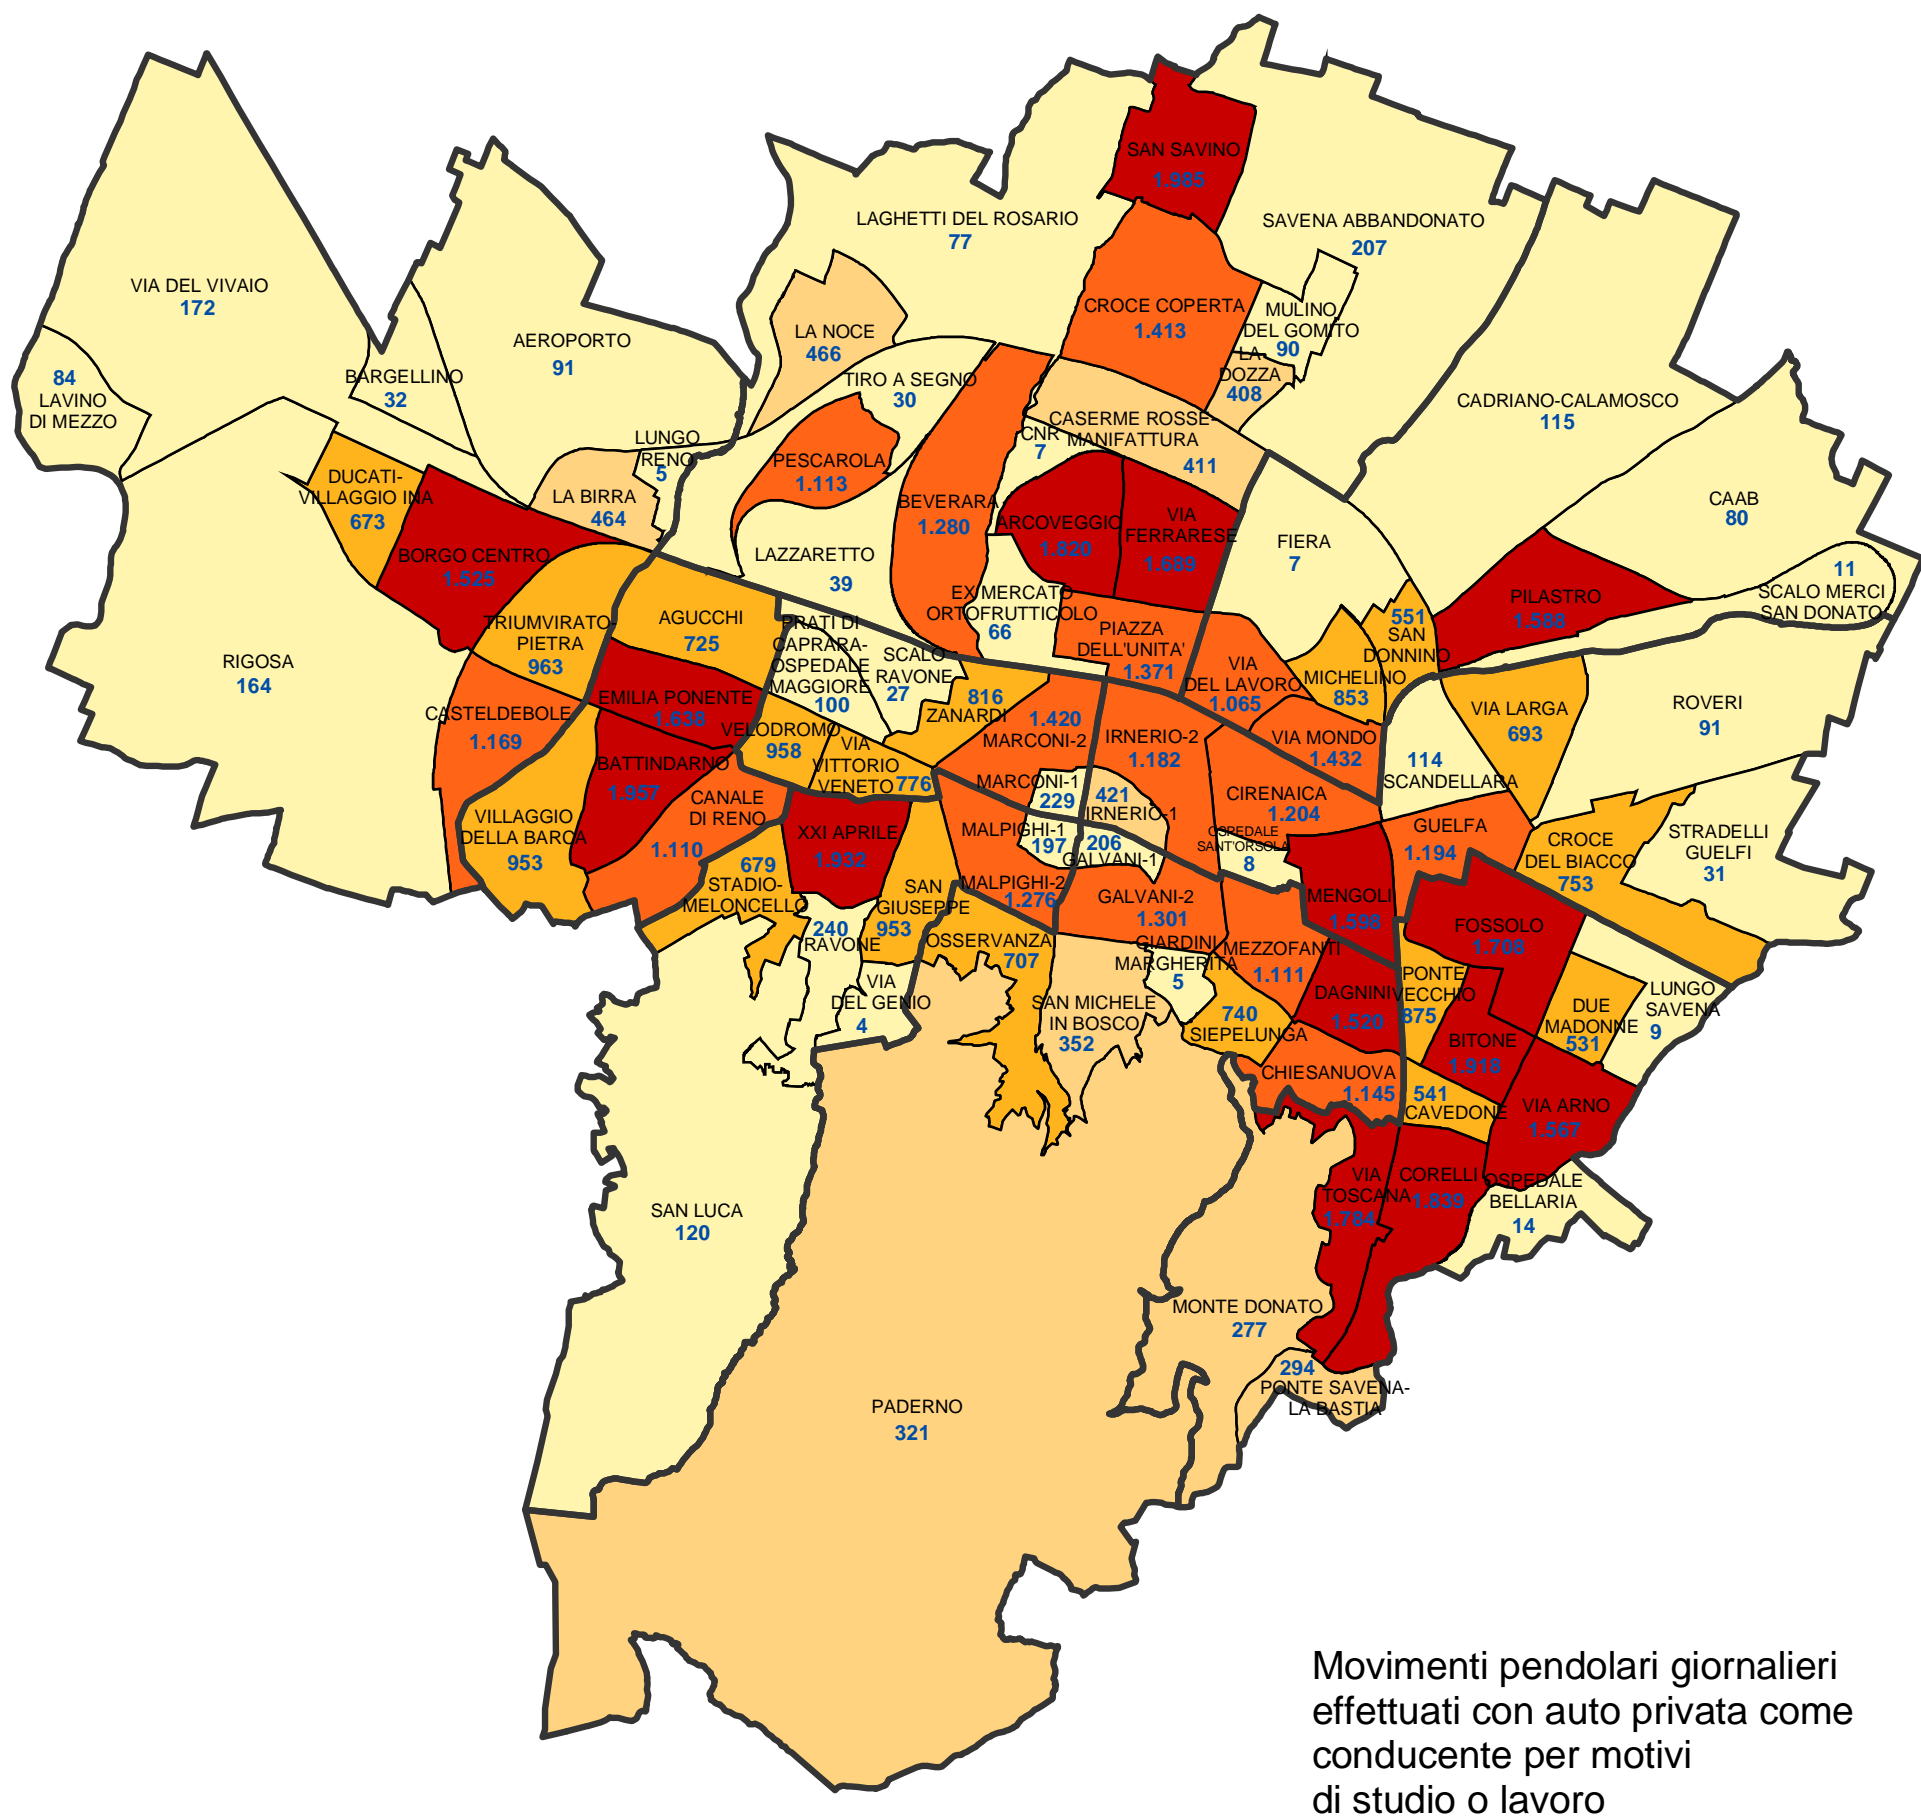 SAN SAVINO
1.985
LAGHETTI DEL ROSARIO
77
SAVENA ABBANDONATO
207
VIA DEL VIVAIO
172
AEROPORTO
91
LA NOCE
466
CROCE COPERTA
1.413
MULINO
DEL GOMITO
90
BARGELLINO
32
84
LAVINO
DI MEZZO
TIRO A SEGNO
30
LA
DOZZA
408
CADRIANO-CALAMOSCO
115
CASERME ROSSE-
MANIFATTURA
411
CNR
7
LUNGO
RENO
5
PESCAROLA
1.113
DUCATI-
VILLAGGIO INA
673
LA BIRRA
464
BEVERARA
1.280
ARCOVEGGIO
1.820
VIA
FERRARESE
1.689
FIERA
7
CAAB
80
BORGO CENTRO
1.525
LAZZARETTO
39
11
SCALO MERCI
SAN DONATO
PILASTRO
1.588
EX MERCATO
ORTOFRUTTICOLO
66
TRIUMVIRATO-
PIETRA
963
AGUCCHI
725
PRATI DI
CAPRARA-
OSPEDALE
MAGGIORE
100
SCALO
RAVONE
27
PIAZZA
DELL'UNITA'
1.371
551
SAN
DONNINO
RIGOSA
164
VIA
DEL LAVORO
1.065
MICHELINO
853
EMILIA PONENTE
1.638
816
ZANARDI
VIA LARGA
693
ROVERI
91
CASTELDEBOLE
1.169
VELODROMO
958
VIA
VITTORIO
VENETO
776
1.420
MARCONI-2
IRNERIO-2
1.182
VIA MONDO
1.432
114
SCANDELLARA
BATTINDARNO
1.957
MARCONI-1
229
421
IRNERIO-1
CIRENAICA
1.204
CANALE
DI RENO
1.110
VILLAGGIO
DELLA BARCA
953
XXI APRILE
1.932
MALPIGHI-1
197
206
GALVANI-1
OSPEDALE
SANT'ORSOLA
8
GUELFA
1.194
CROCE
DEL BIACCO
753
STRADELLI
GUELFI
31
679
STADIO-
MELONCELLO
SAN
GIUSEPPE
953
MALPIGHI-2
1.276
GALVANI-2
1.301
MENGOLI
1.598
FOSSOLO
1.708
240
RAVONE
OSSERVANZA
707
GIARDINI
MARGHERITA
5
MEZZOFANTI
1.111
VIA
DEL GENIO
4
SAN MICHELE
IN BOSCO
352
740
SIEPELUNGA
DAGNINI
1.520
PONTE
VECCHIO
875
DUE
MADONNE
531
LUNGO
SAVENA
9
BITONE
1.918
CHIESANUOVA
1.145
541
CAVEDONE
VIA ARNO
1.567
SAN LUCA
120
VIA
TOSCANA
1.784
CORELLI
1.839
OSPEDALE
BELLARIA
14
MONTE DONATO
277
294
PONTE SAVENA-
LA BASTIA
PADERNO
321
Movimenti pendolari giornalieri
effettuati con auto privata come
conducente per motivi
di studio o lavoro